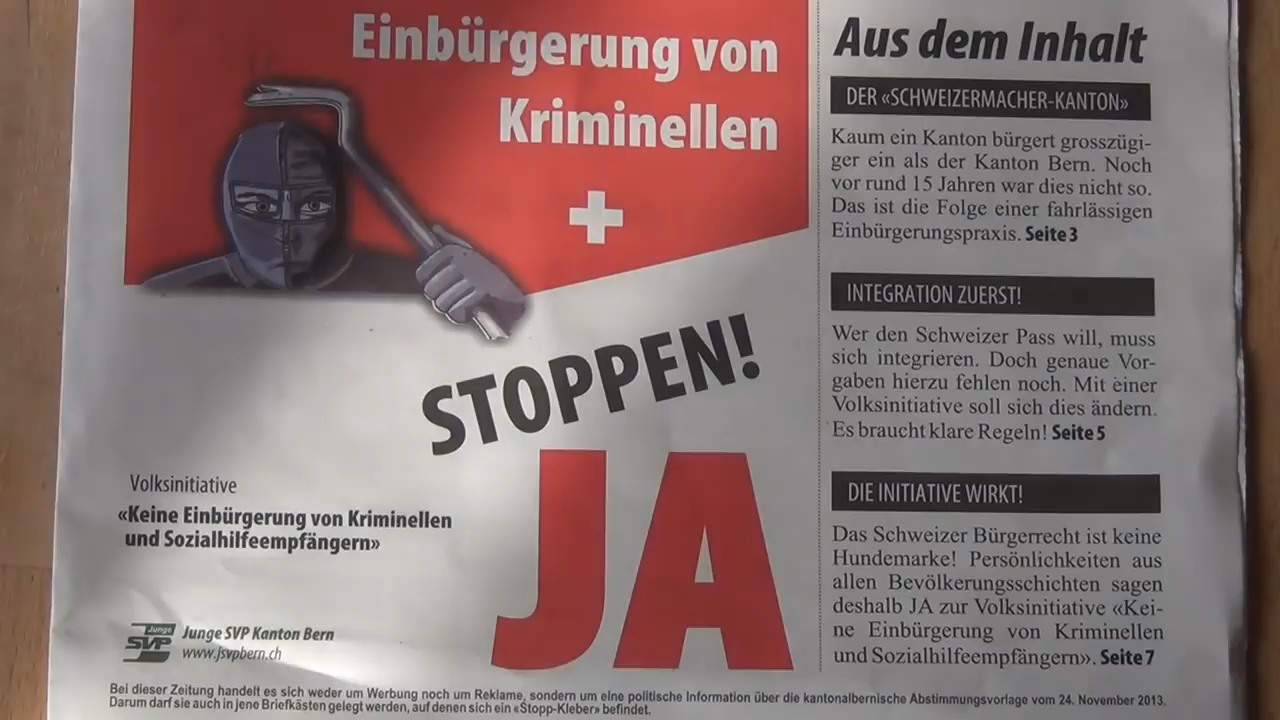 Einbürgerung von
Kriminellen
STOPPEN!
JA
Volksinitiative
«Keine Einbürgerung von Kriminellen
und Sozialhilfeempfängern»
Junge
SVP
Junge SVP Kanton Bern
www.jsvpbern.ch
Aus dem Inhalt
DER «SCHWEIZERMACHER-KANTON»
Kaum ein Kanton bürgert grosszügi-
ger ein als der Kanton Bern. Noch
vor rund 15 Jahren war dies nicht so.
Das ist die Folge einer fahrlässigen
Einbürgerungspraxis. Seite 3
INTEGRATION ZUERST!
Wer den Schweizer Pass will, muss
sich integrieren. Doch genaue Vor-
gaben hierzu fehlen noch. Mit einer
Volksinitiative soll sich dies ändern.
Es braucht klare Regeln! Seite 5
DIE INITIATIVE WIRKT!
Das Schweizer Bürgerrecht ist keine
Hundemarke! Persönlichkeiten aus
allen Bevölkerungsschichten sagen
deshalb JA zur Volksinitiative «Kei-
ne Einbürgerung von Kriminellen
und Sozialhilfeempfängern». Seite 7
Bei dieser Zeitung handelt es sich weder um Werbung noch um Reklame, sondern um eine politische Information über die kantonalbernische Abstimmungsvorlage vom 24. November 2013.
Darum darf sie auch in jene Briefkästen gelegt werden, auf denen sich ein «Stopp-Kleber» befindet.